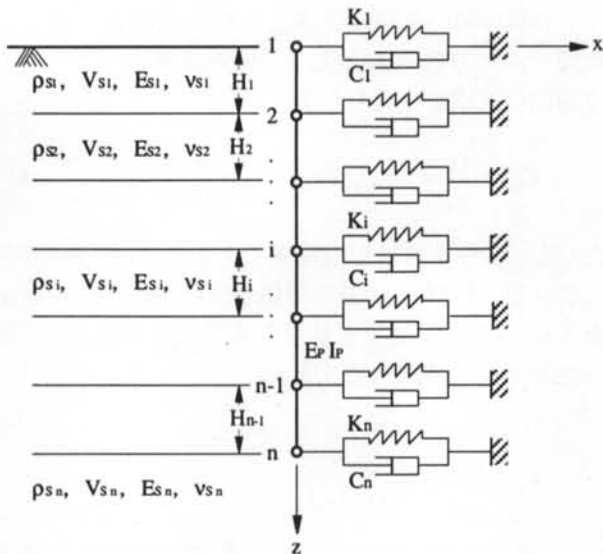 K1
1
x
ρS1, VS1, ES1, νS1
H1
C1
2
ρS2, VS2, ES2, νS2
H2
i
Ki
ρSi, VSi, ESi, νSi
Hi
Ci
EP IP
n-1
Hn-1
Kn
n
ρSn, VSn, ESn, νSn
Cn
z